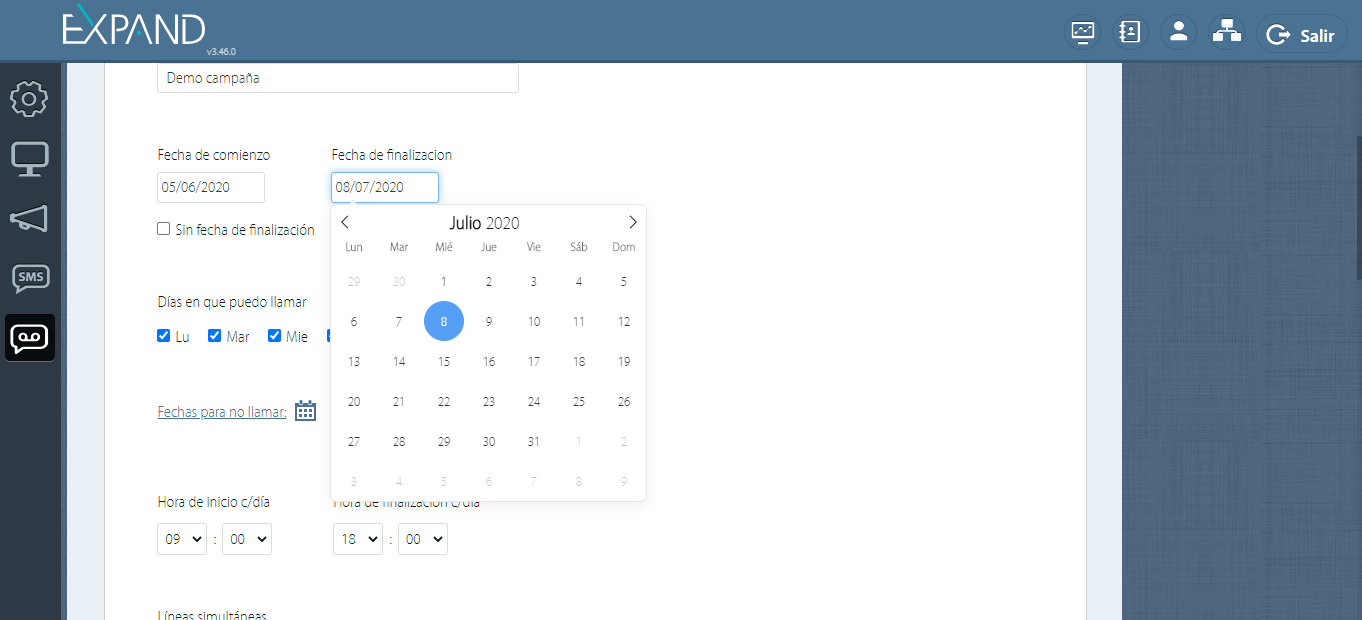 EXPAND
v3.46.0
Salir
Demo campaña
Fecha de comienzo
Fecha de finalizacion
05/06/2020
08/07/2020
Sin fecha de finalización
Julio 2020
Lun Mar Mié Jue Vie Sáb Dom
29 30 1 2 3 4 5
6 7 8 9 10 11 12
13 14 15 16 17 18 19
20 21 22 23 24 25 26
27 28 29 30 31 1 2
3 4 5 6 7 8 9
SMS
Días en que puedo llamar
Lu Mar Mie
Fechas para no llamar:
Hora de inicio c/día
Hora de finalización c/día
09 : 00
18 : 00
Líneas simultáneas